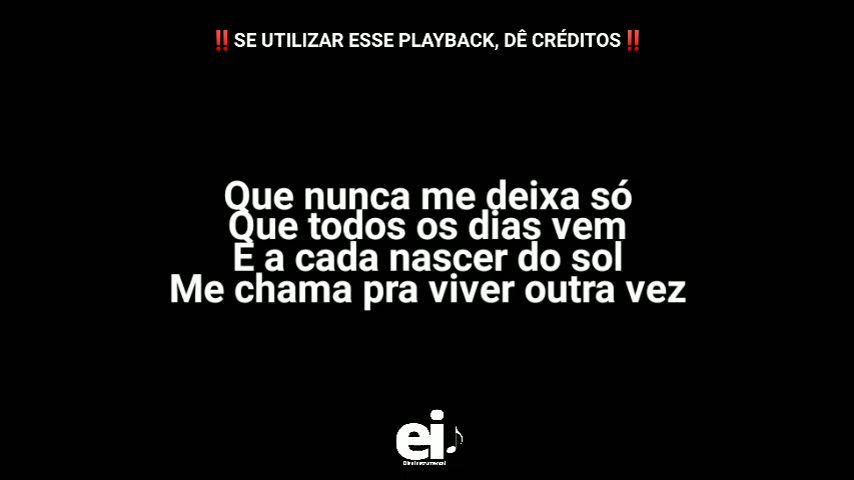 ‼️SE UTILIZAR ESSE PLAYBACK, DÊ CRÉDITOS‼️
Que nunca me deixa só
Que todos os dias vem
E a cada nascer do sol
Me chama pra viver outra vez
ei